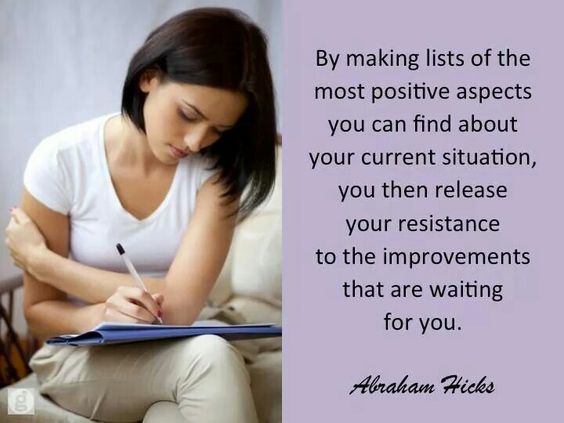 By making lists of the
most positive aspects
you can find about
your current situation,
you then release
your resistance
to the improvements
that are waiting
for you.
Abraham Hicks
g